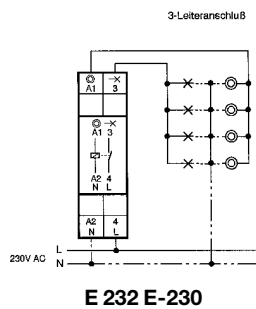 3-Leiteranschluß
A1 3
A1 3
A2 4
N L
A2 4
N L
L
230V AC
N
E 232 E-230